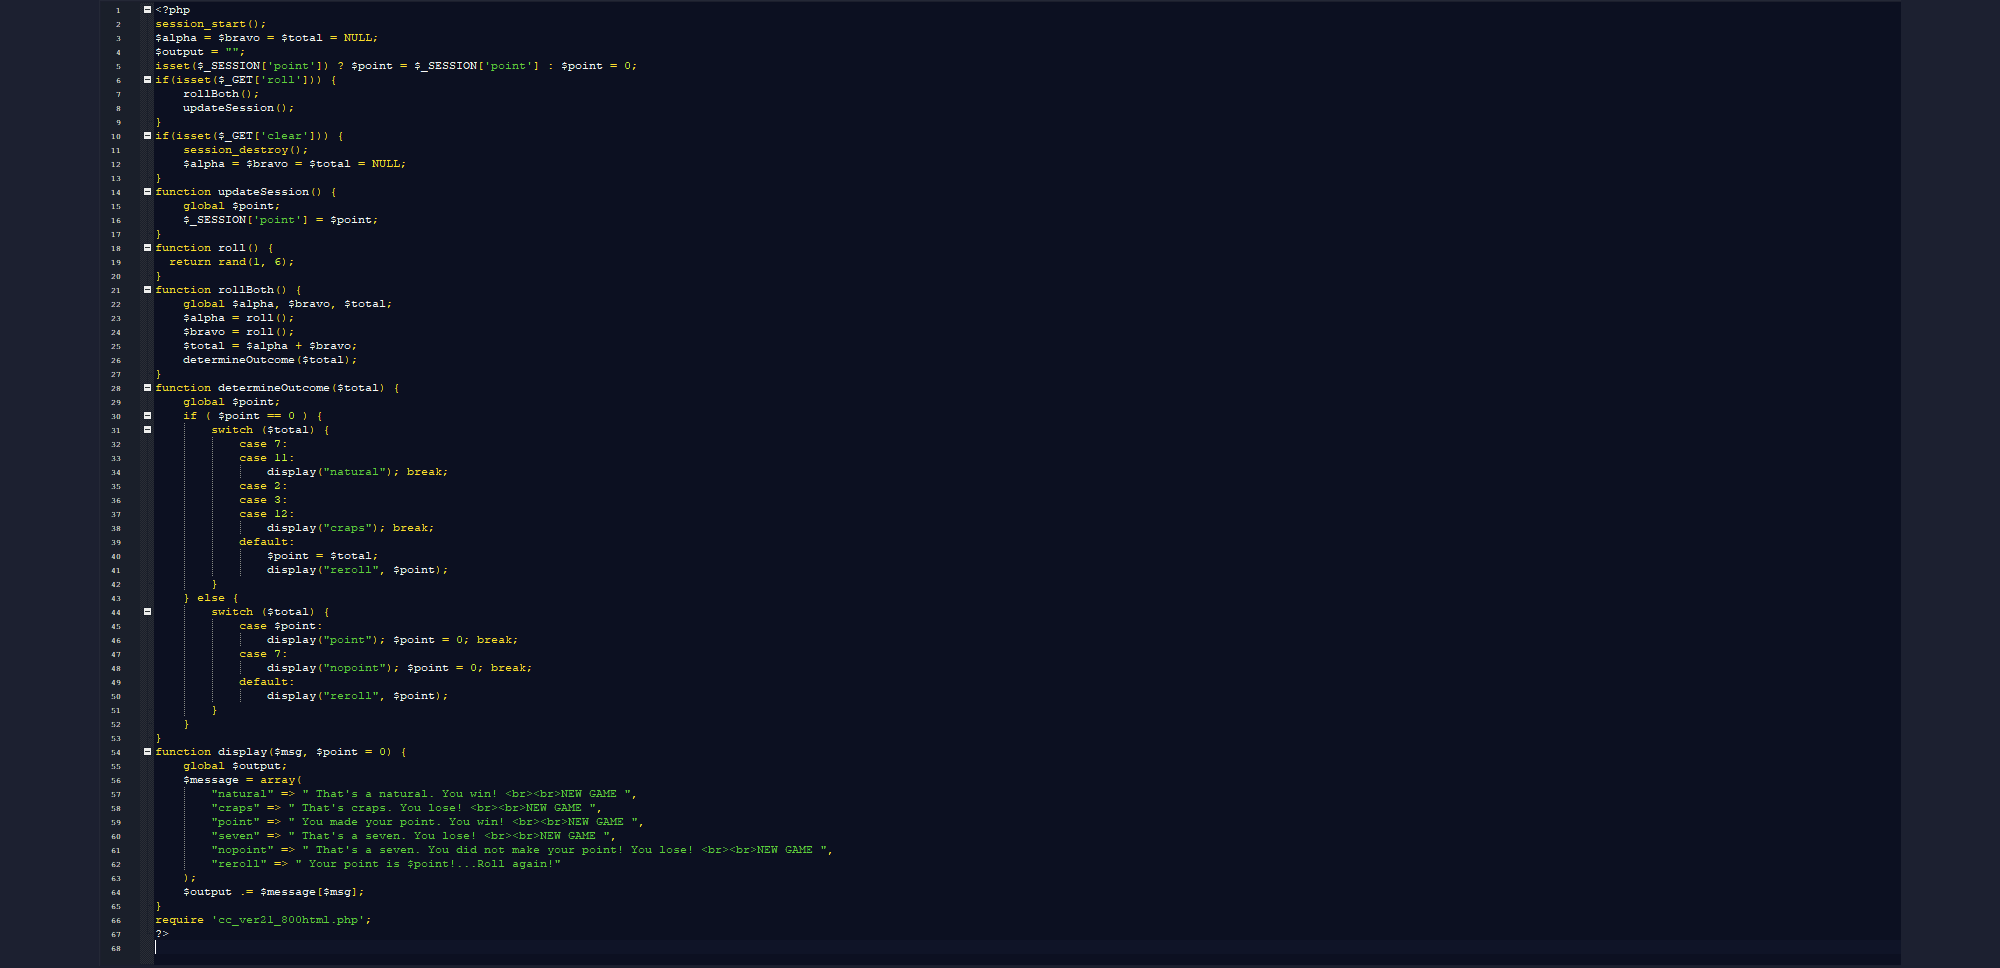 1 <?php
2 session_start();
3 $alpha = $bravo = $total = NULL;
4 $output = "";
5 isset($_SESSION['point']) ? $point = $_SESSION['point'] : $point = 0;
6 if(isset($_GET['roll'])) {
7     rollBoth();
8     updateSession();
9 }
10 if(isset($_GET['clear'])) {
11     session_destroy();
12     $alpha = $bravo = $total = NULL;
13 }
14 function updateSession() {
15     global $point;
16     $_SESSION['point'] = $point;
17 }
18 function roll() {
19   return rand(1, 6);
20 }
21 function rollBoth() {
22     global $alpha, $bravo, $total;
23     $alpha = roll();
24     $bravo = roll();
25     $total = $alpha + $bravo;
26     determineOutcome($total);
27 }
28 function determineOutcome($total) {
29     global $point;
30     if ( $point == 0 ) {
31         switch ($total) {
32             case 7:
33             case 11:
34                 display("natural"); break;
35             case 2:
36             case 3:
37             case 12:
38                 display("craps"); break;
39             default:
40                 $point = $total;
41                 display("reroll", $point);
42         }
43     } else {
44         switch ($total) {
45             case $point:
46                 display("point"); $point = 0; break;
47             case 7:
48                 display("nopoint"); $point = 0; break;
49             default:
50                 display("reroll", $point);
51         }
52     }
53 }
54 function display($msg, $point = 0) {
55     global $output;
56     $message = array(
57         "natural" => " That's a natural. You win! <br><br>NEW GAME ",
58         "craps" => " That's craps. You lose! <br><br>NEW GAME ",
59         "point" => " You made your point. You win! <br><br>NEW GAME ",
60         "seven" => " That's a seven. You lose! <br><br>NEW GAME ",
61         "nopoint" => " That's a seven. You did not make your point! You lose! <br><br>NEW GAME ",
62         "reroll" => " Your point is $point!...Roll again!"
63     );
64     $output .= $message[$msg];
65 }
66 require 'cc_ver21_800html.php';
67 ?>
68